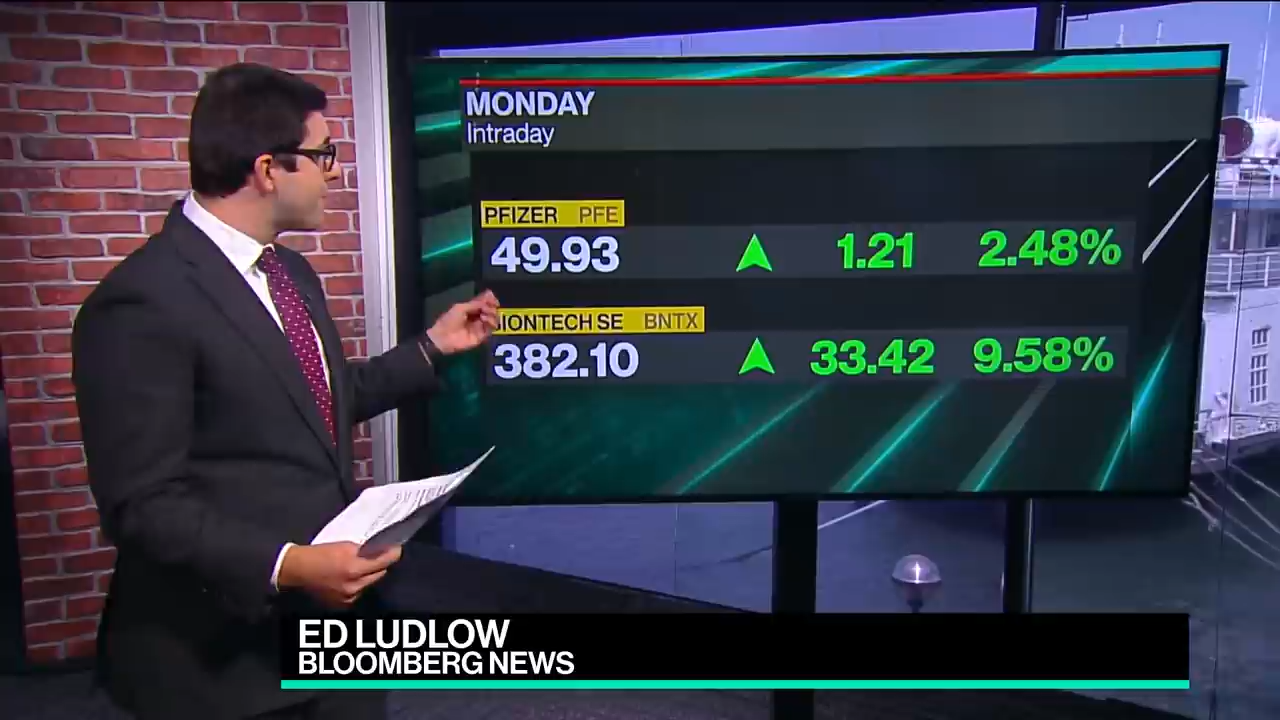 MONDAY
Intraday
PFIZER PFE
49.93 1.21 2.48%
IONTECH SE BNTX
382.10 33.42 9.58%
ED LUDLOW
BLOOMBERG NEWS